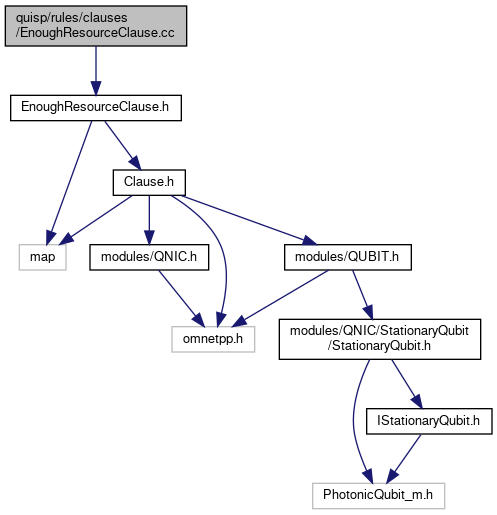 quisp/rules/clauses
/EnoughResourceClause.cc
EnoughResourceClause.h
Clause.h
map
modules/QNIC.h
modules/QUBIT.h
omnetpp.h
modules/QNIC/StationaryQubit
/StationaryQubit.h
IStationaryQubit.h
PhotonicQubit_m.h